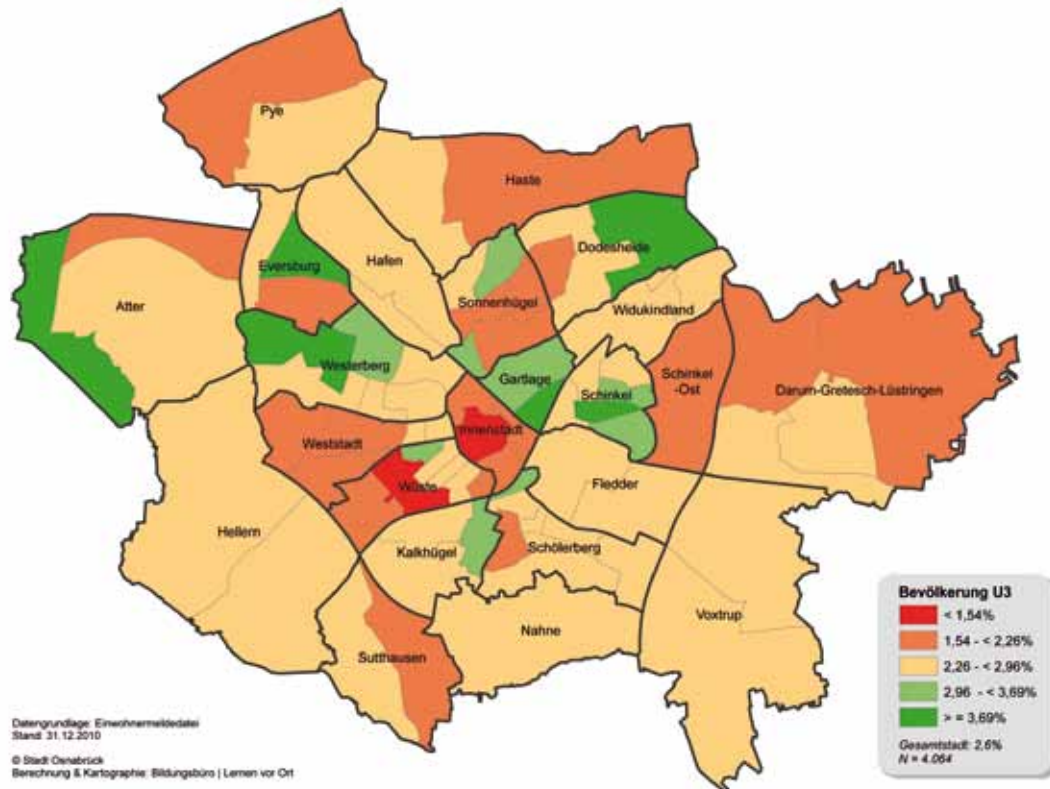 Pye
Haste
Dodesheide
Hafen
Eversburg
Sonnenhügel
Atter
Widukindland
Westerberg
Gartlage
Schinkel
Schinkel
-Ost
Darum-Gretesch-Lüstringen
Innenstadt
Weststadt
Wüste
Fledder
Hellern
Kalkhügel
Schölerberg
Voxtrup
Nahne
Sutthausen
Bevölkerung U3
< 1,54%
1,54 - < 2,26%
2,26 - < 2,96%
2,96 - < 3,69%
> = 3,69%
Gesamtstadt: 2,6%
N = 4.064
Datengrundlage: Einwohnermeldedatei
Stand: 31.12.2010
© Stadt Osnabrück
Berechnung & Kartographie: Bildungsbüro | Lernen vor Ort